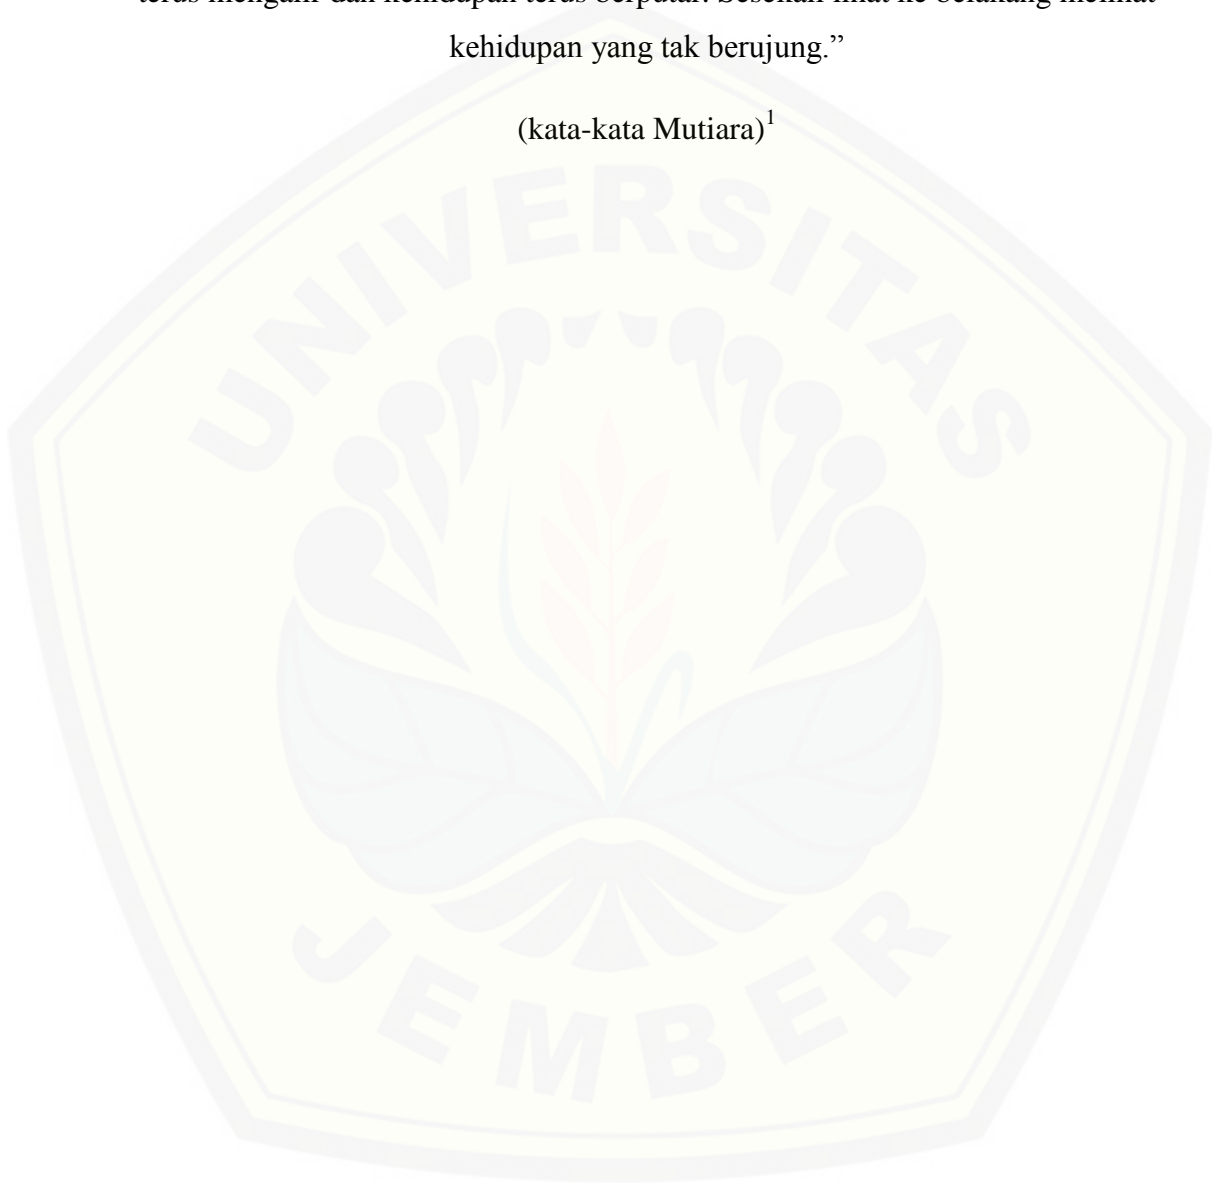 terus mengalir dan kehidupan terus berputar. Sesekali lihat ke belakang melihat
kehidupan yang tak berujung.”
(kata-kata Mutiara)1
UNIVERSITAS
JEMBER